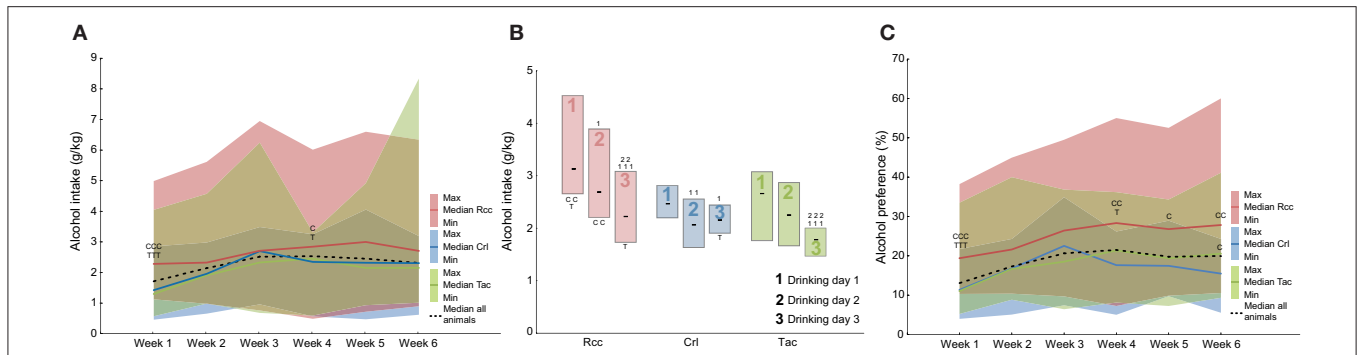 A
Alcohol intake (g/kg)
9
8
7
6
5
4
3
2
1
0
CCC
TTT
C
T
Week 1 Week 2 Week 3 Week 4 Week 5 Week 6
Max
Median Rcc
Min
Max
Median Crl
Min
Max
Median Tac
Min
Median all
animals
B
Alcohol intake (g/kg)
5
4
3
2
1
0
1
C C
T
1
2
C C
2 2
1 1 1
3
T
1
1 1
2
1
3
T
1
2
2 2 2
1 1 1
3
1 Drinking day 1
2 Drinking day 2
3 Drinking day 3
Rcc Crl Tac
C
Alcohol preference (%)
70
60
50
40
30
20
10
0
CCC
TTT
CC
T
C
CC
C
Week 1 Week 2 Week 3 Week 4 Week 5 Week 6
Max
Median Rcc
Min
Max
Median Crl
Min
Max
Median Tac
Min
Median all
animals